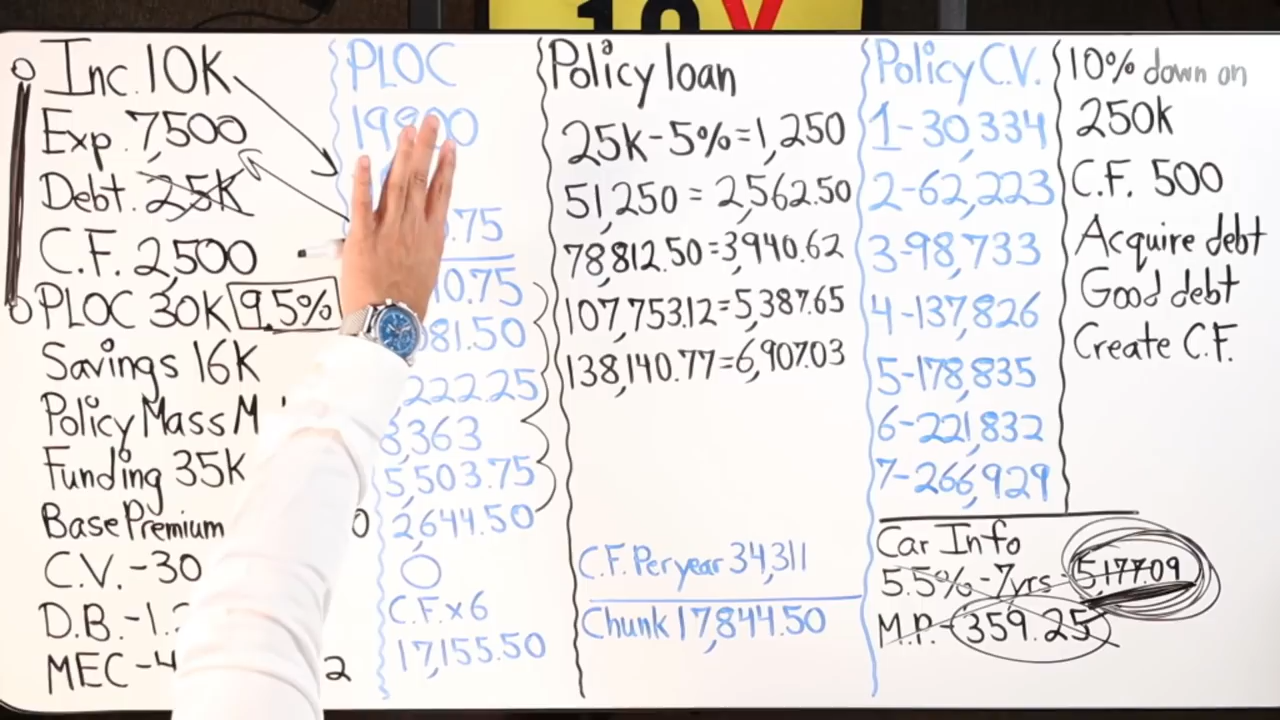 10X
Inc. 10K
Exp. 7,500
Debt. 25K
C.F. 2,500
PLOC 30K 9.5%
Savings 16K
Policy Mass M
Funding 35K
Base Premium
C.V.-30
D.B.-1.
MEC-4 2
PLOC
.75
0.75
81.50
222.25
363
5,503.75
2,644.50
0
C.F. x 6
17,155.50
Policy loan
25K-5%=1,250
51,250 = 2,562.50
78,812.50=3,940.62
107,753.12=5,387.65
138,140.77=6,907.03
C.F. Per year 34,311
Chunk 17,844.50
Policy C.V.
1-30,334
2-62,223
3-98,733
4-137,826
5-178,835
6-221,832
7-266,929
10% down on
250K
C.F. 500
Acquire debt
Good debt
Create C.F.
Car Info
5.5%-7yrs-5,177.09
M.P.-359.25